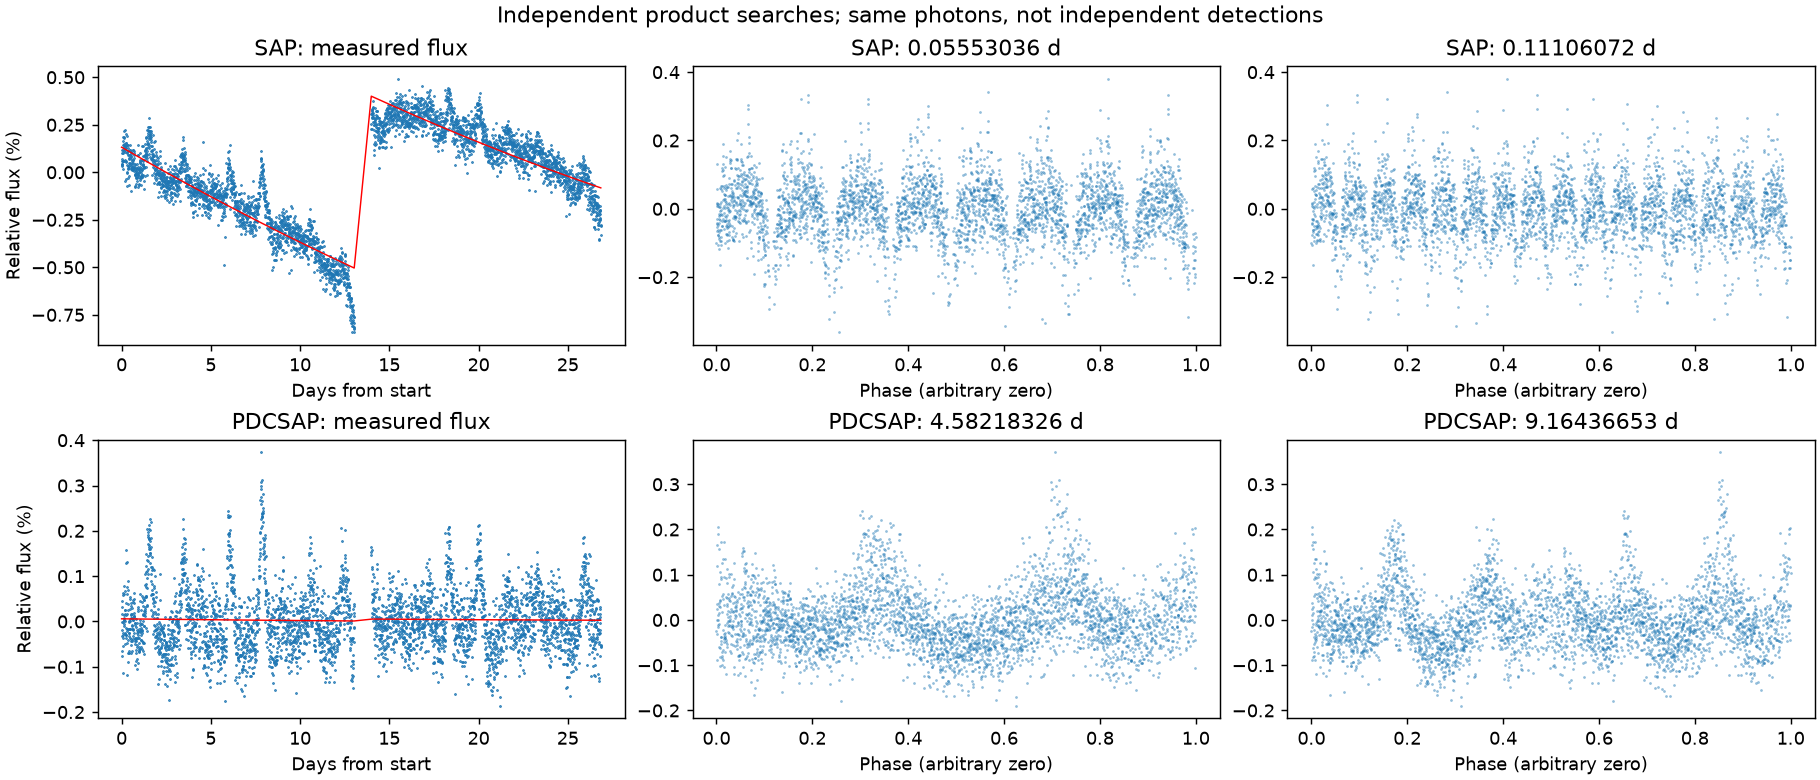 Independent product searches; same photons, not independent detections
SAP: measured flux
SAP: 0.05553036 d
SAP: 0.11106072 d
Relative flux (%)
0.50
0.25
0.00
−0.25
−0.50
−0.75
0.4
0.2
0.0
−0.2
0.4
0.2
0.0
−0.2
0 5 10 15 20 25
0.0 0.2 0.4 0.6 0.8 1.0
0.0 0.2 0.4 0.6 0.8 1.0
Days from start
Phase (arbitrary zero)
Phase (arbitrary zero)
PDCSAP: measured flux
PDCSAP: 4.58218326 d
PDCSAP: 9.16436653 d
Relative flux (%)
0.4
0.3
0.2
0.1
0.0
−0.1
−0.2
0.3
0.2
0.1
0.0
−0.1
−0.2
0.3
0.2
0.1
0.0
−0.1
−0.2
0 5 10 15 20 25
0.0 0.2 0.4 0.6 0.8 1.0
0.0 0.2 0.4 0.6 0.8 1.0
Days from start
Phase (arbitrary zero)
Phase (arbitrary zero)